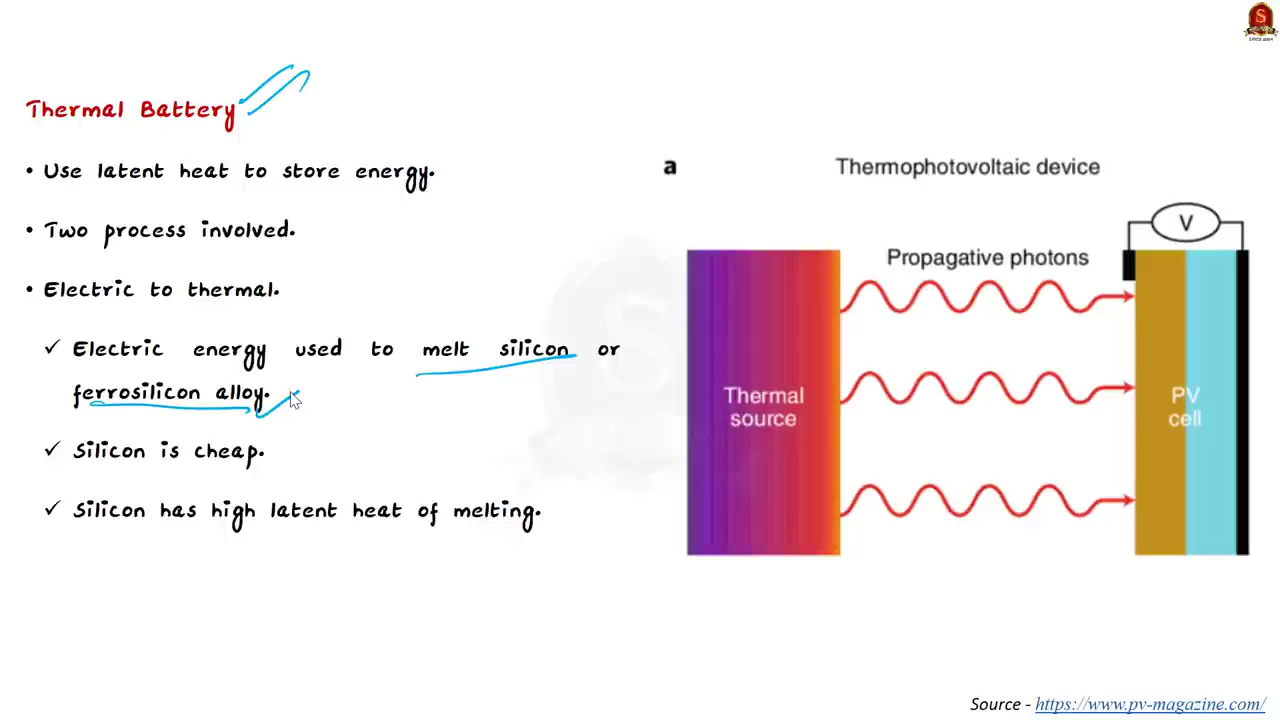 Thermal Battery
• Use latent heat to store energy.
• Two process involved.
• Electric to thermal.
✓ Electric energy used to melt silicon or
ferrosilicon alloy.
✓ Silicon is cheap.
✓ Silicon has high latent heat of melting.
a
Thermophotovoltaic device
V
Propagative photons
Thermal
source
PV
cell
Source - https://www.pv-magazine.com/